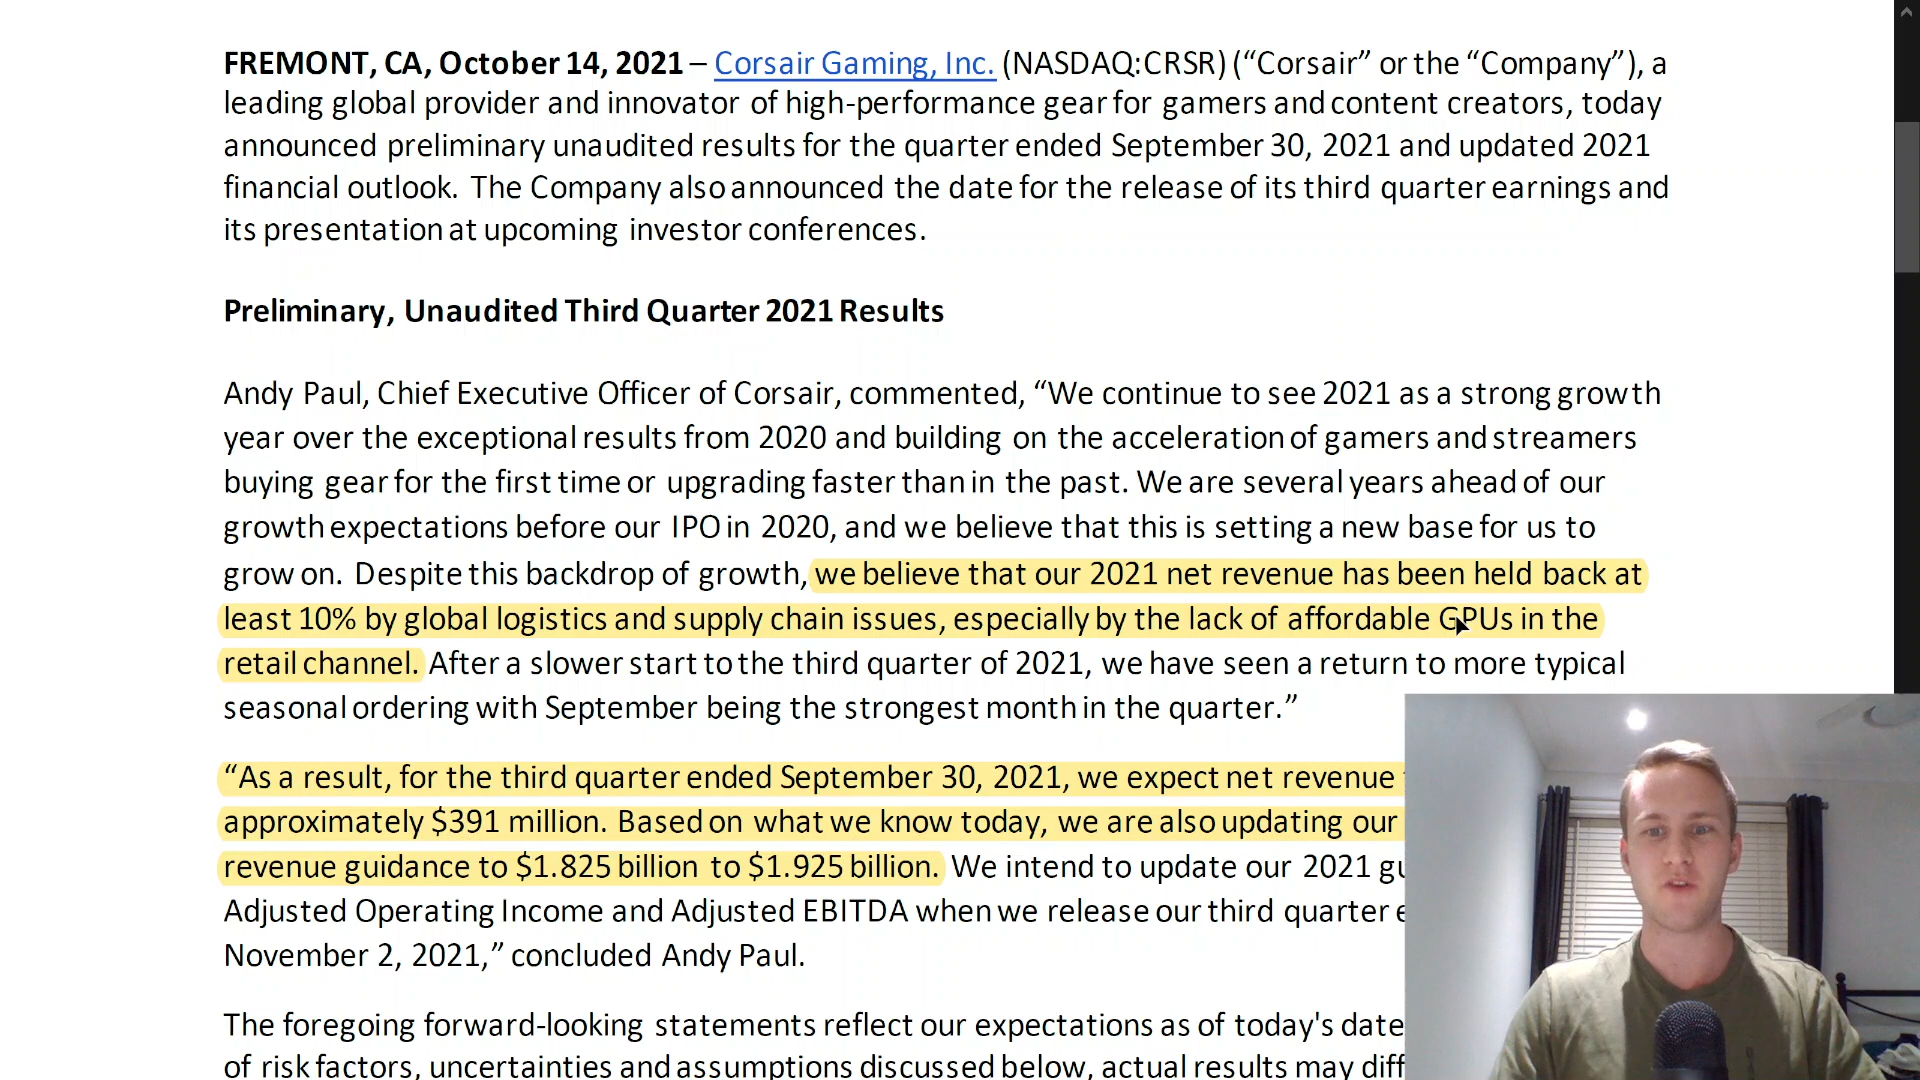 FREMONT, CA, October 14, 2021 – Corsair Gaming, Inc. (NASDAQ:CRSR) (“Corsair” or the “Company”), a
leading global provider and innovator of high-performance gear for gamers and content creators, today
announced preliminary unaudited results for the quarter ended September 30, 2021 and updated 2021
financial outlook. The Company also announced the date for the release of its third quarter earnings and
its presentation at upcoming investor conferences.
Preliminary, Unaudited Third Quarter 2021 Results
Andy Paul, Chief Executive Officer of Corsair, commented, “We continue to see 2021 as a strong growth
year over the exceptional results from 2020 and building on the acceleration of gamers and streamers
buying gear for the first time or upgrading faster than in the past. We are several years ahead of our
growth expectations before our IPO in 2020, and we believe that this is setting a new base for us to
grow on. Despite this backdrop of growth, we believe that our 2021 net revenue has been held back at
least 10% by global logistics and supply chain issues, especially by the lack of affordable GPUs in the
retail channel. After a slower start to the third quarter of 2021, we have seen a return to more typical
seasonal ordering with September being the strongest month in the quarter.”
“As a result, for the third quarter ended September 30, 2021, we expect net revenue
approximately $391 million. Based on what we know today, we are also updating our
revenue guidance to $1.825 billion to $1.925 billion. We intend to update our 2021
Adjusted Operating Income and Adjusted EBITDA when we release our third quarter
November 2, 2021,” concluded Andy Paul.
The foregoing forward-looking statements reflect our expectations as of today's date
of risk factors, uncertainties and assumptions discussed below, actual results may